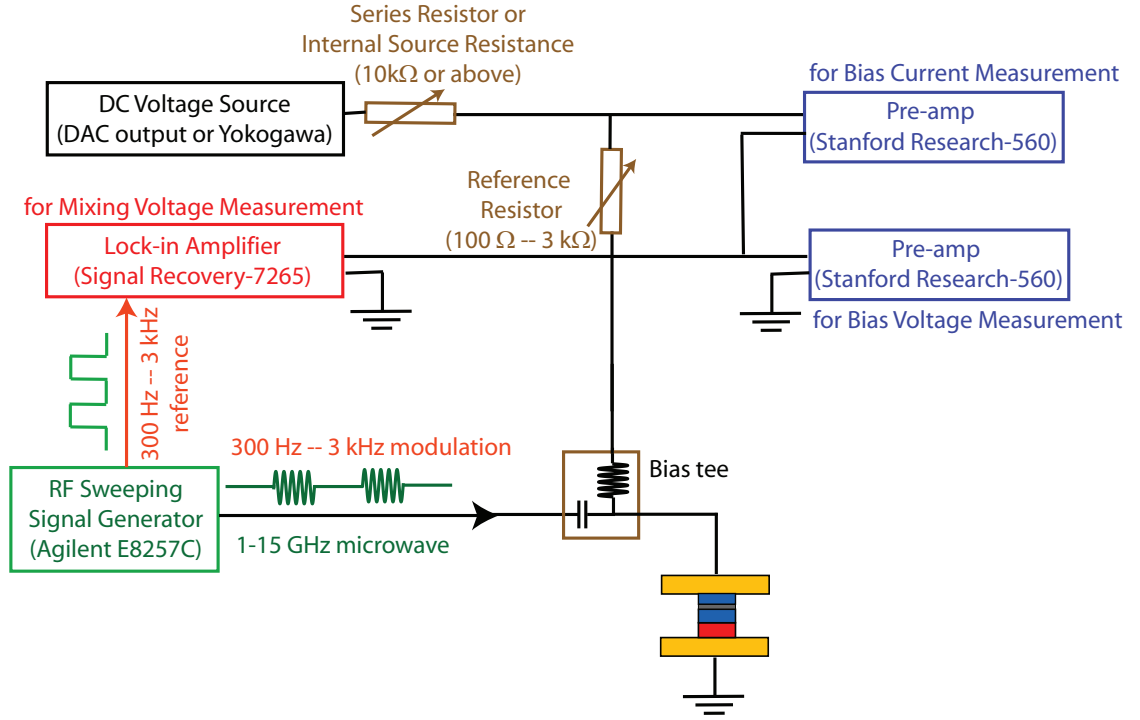 Series Resistor or
Internal Source Resistance
(10kΩ or above)
for Bias Current Measurement
DC Voltage Source
(DAC output or Yokogawa)
Pre-amp
(Stanford Research-560)
Reference
Resistor
(100 Ω -- 3 kΩ)
for Mixing Voltage Measurement
Lock-in Amplifier
(Signal Recovery-7265)
Pre-amp
(Stanford Research-560)
for Bias Voltage Measurement
300 Hz -- 3 kHz
reference
300 Hz -- 3 kHz modulation
Bias tee
RF Sweeping
Signal Generator
(Agilent E8257C)
1-15 GHz microwave